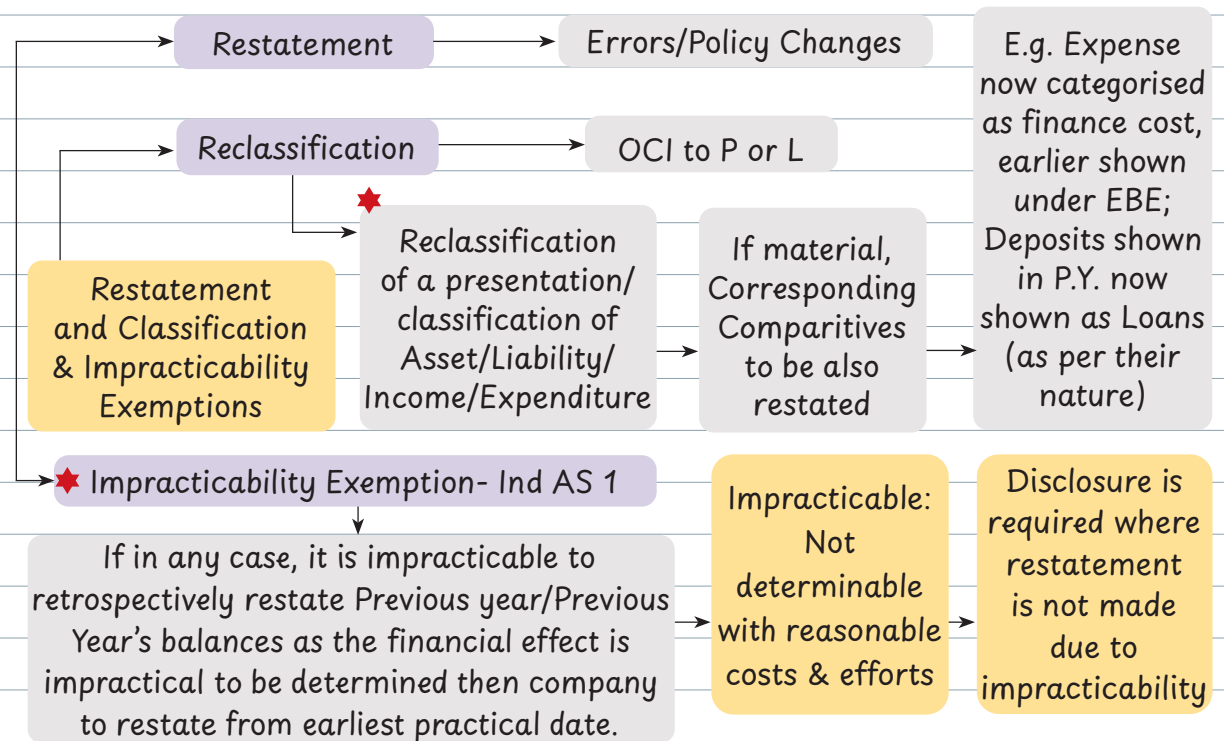 Restatement
Errors/Policy Changes
E.g. Expense
now categorised
as finance cost,
earlier shown
under EBE;
Deposits shown
in P.Y. now
shown as Loans
(as per their
nature)
Reclassification
OCI to P or L
Reclassification
of a presentation/
classification of
Asset/Liability/
Income/Expenditure
If material,
Corresponding
Comparitives
to be also
restated
Restatement
and Classification
& Impracticability
Exemptions
Impracticability Exemption- Ind AS 1
If in any case, it is impracticable to
retrospectively restate Previous year/Previous
Year's balances as the financial effect is
impractical to be determined then company
to restate from earliest practical date.
Impracticable:
Not
determinable
with reasonable
costs & efforts
Disclosure is
required where
restatement
is not made
due to
impracticability